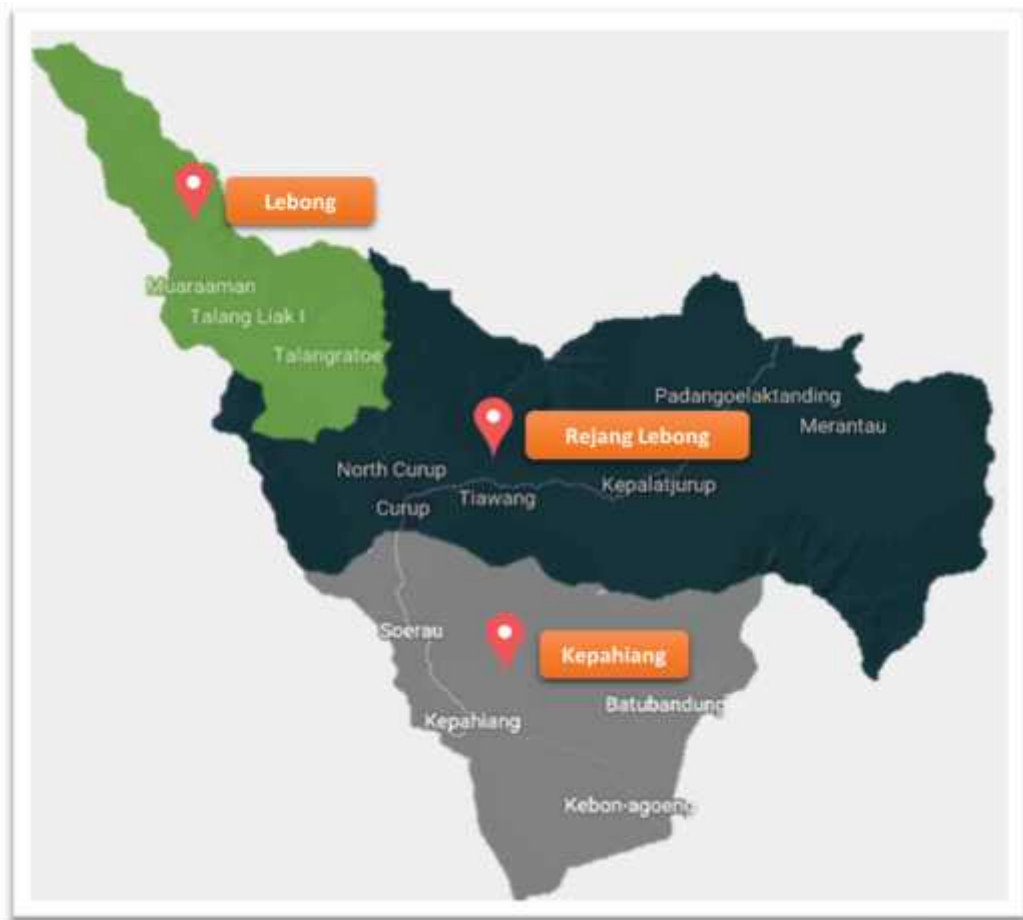 Lebong
Muaraaman
Talang Liak I
Talangratoe
Padangoelaktanding
Merantau
Rejang Lebong
North Curup
Kepalatjurup
Tiawang
Curup
Soerau
Kepahiang
Batubandung
Kepahiang
Kebon-agoeng